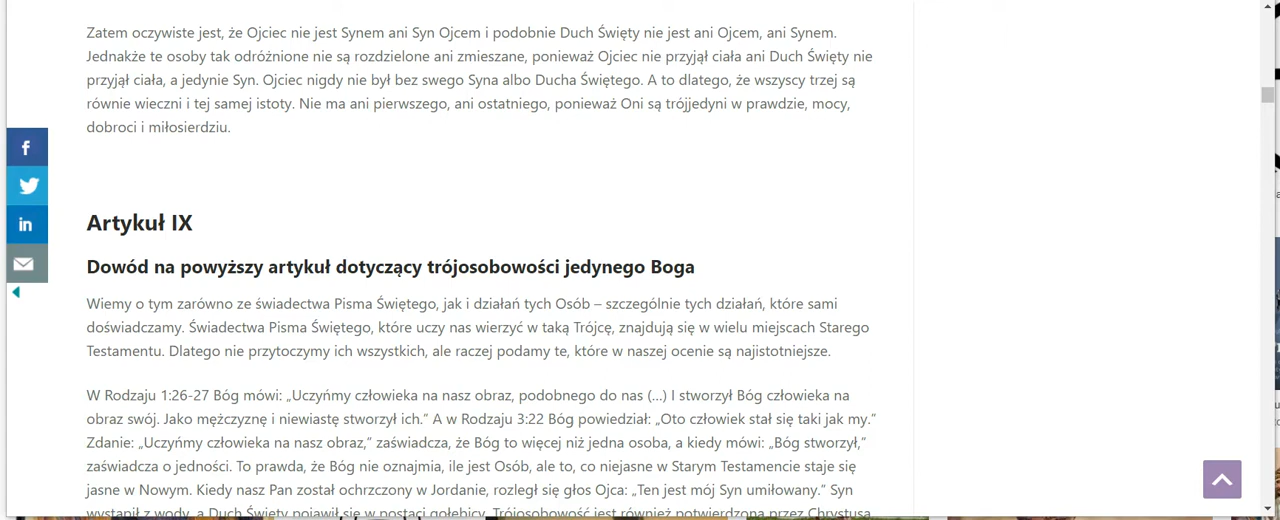 Zatem oczywiste jest, że Ojciec nie jest Synem ani Syn Ojcem i podobnie Duch Święty nie jest ani Ojcem, ani Synem.
Jednakże te osoby tak odróżnione nie są rozdzielone ani zmieszane, ponieważ Ojciec nie przyjął ciała ani Duch Święty nie
przyjął ciała, a jedynie Syn. Ojciec nigdy nie był bez swego Syna albo Ducha Świętego. A to dlatego, że wszyscy trzej są
równie wieczni i tej samej istoty. Nie ma ani pierwszego, ani ostatniego, ponieważ Oni są trójjedyni w prawdzie, mocy,
dobroci i miłosierdziu.
Artykuł IX
Dowód na powyższy artykuł dotyczący trójosobowości jedynego Boga
Wiemy o tym zarówno ze świadectwa Pisma Świętego, jak i działań tych Osób – szczególnie tych działań, które sami
doświadczamy. Świadectwa Pisma Świętego, które uczy nas wierzyć w taką Trójcę, znajdują się w wielu miejscach Starego
Testamentu. Dlatego nie przytoczymy ich wszystkich, ale raczej podamy te, które w naszej ocenie są najistotniejsze.
W Rodzaju 1:26-27 Bóg mówi: „Uczyńmy człowieka na nasz obraz, podobnego do nas (...) I stworzył Bóg człowieka na
obraz swój. Jako mężczyznę i niewiastę stworzył ich.” A w Rodzaju 3:22 Bóg powiedział: „Oto człowiek stał się taki jak my.”
Zdanie: „Uczyńmy człowieka na nasz obraz,” zaświadcza, że Bóg to więcej niż jedna osoba, a kiedy mówi: „Bóg stworzył,”
zaświadcza o jedności. To prawda, że Bóg nie oznajmia, ile jest Osób, ale to, co niejasne w Starym Testamencie staje się
jasne w Nowym. Kiedy nasz Pan został ochrzczony w Jordanie, rozległ się głos Ojca: „Ten jest mój Syn umiłowany.” Syn
wystąpił z wody, a Duch Święty pojawił się w postaci gołębicy. Trójosobowość jest również potwierdzona przez Chrystusa